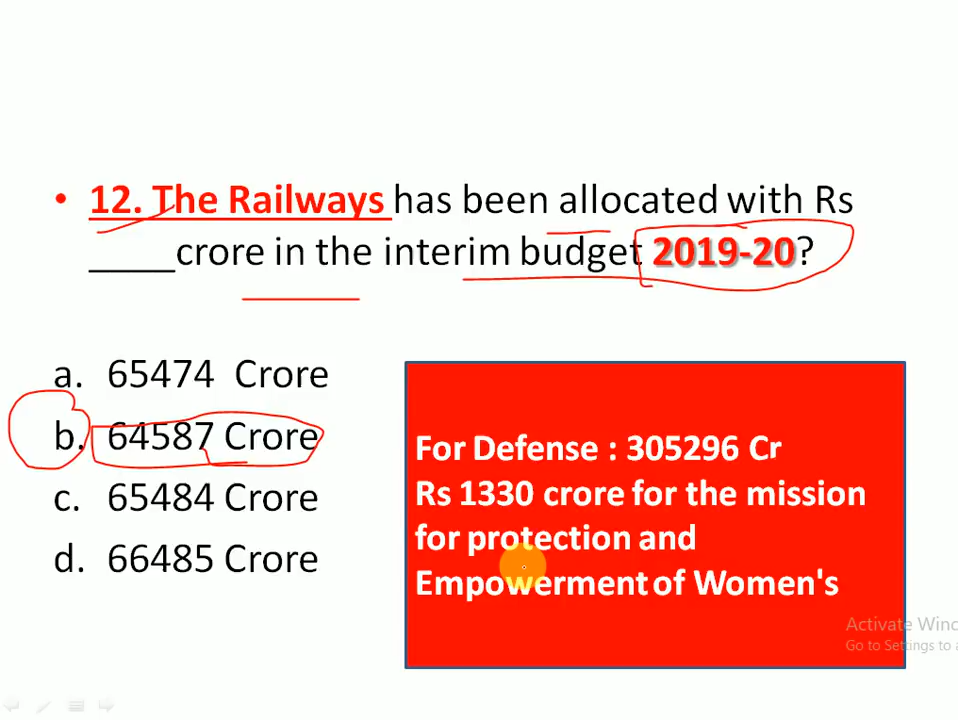 • 12. The Railways has been allocated with Rs
____crore in the interim budget 2019-20?
a. 65474 Crore
b. 64587 Crore
c. 65484 Crore
d. 66485 Crore
For Defense : 305296 Cr
Rs 1330 crore for the mission
for protection and
Empowerment of Women's
Activate Winc
Go to Settings to a